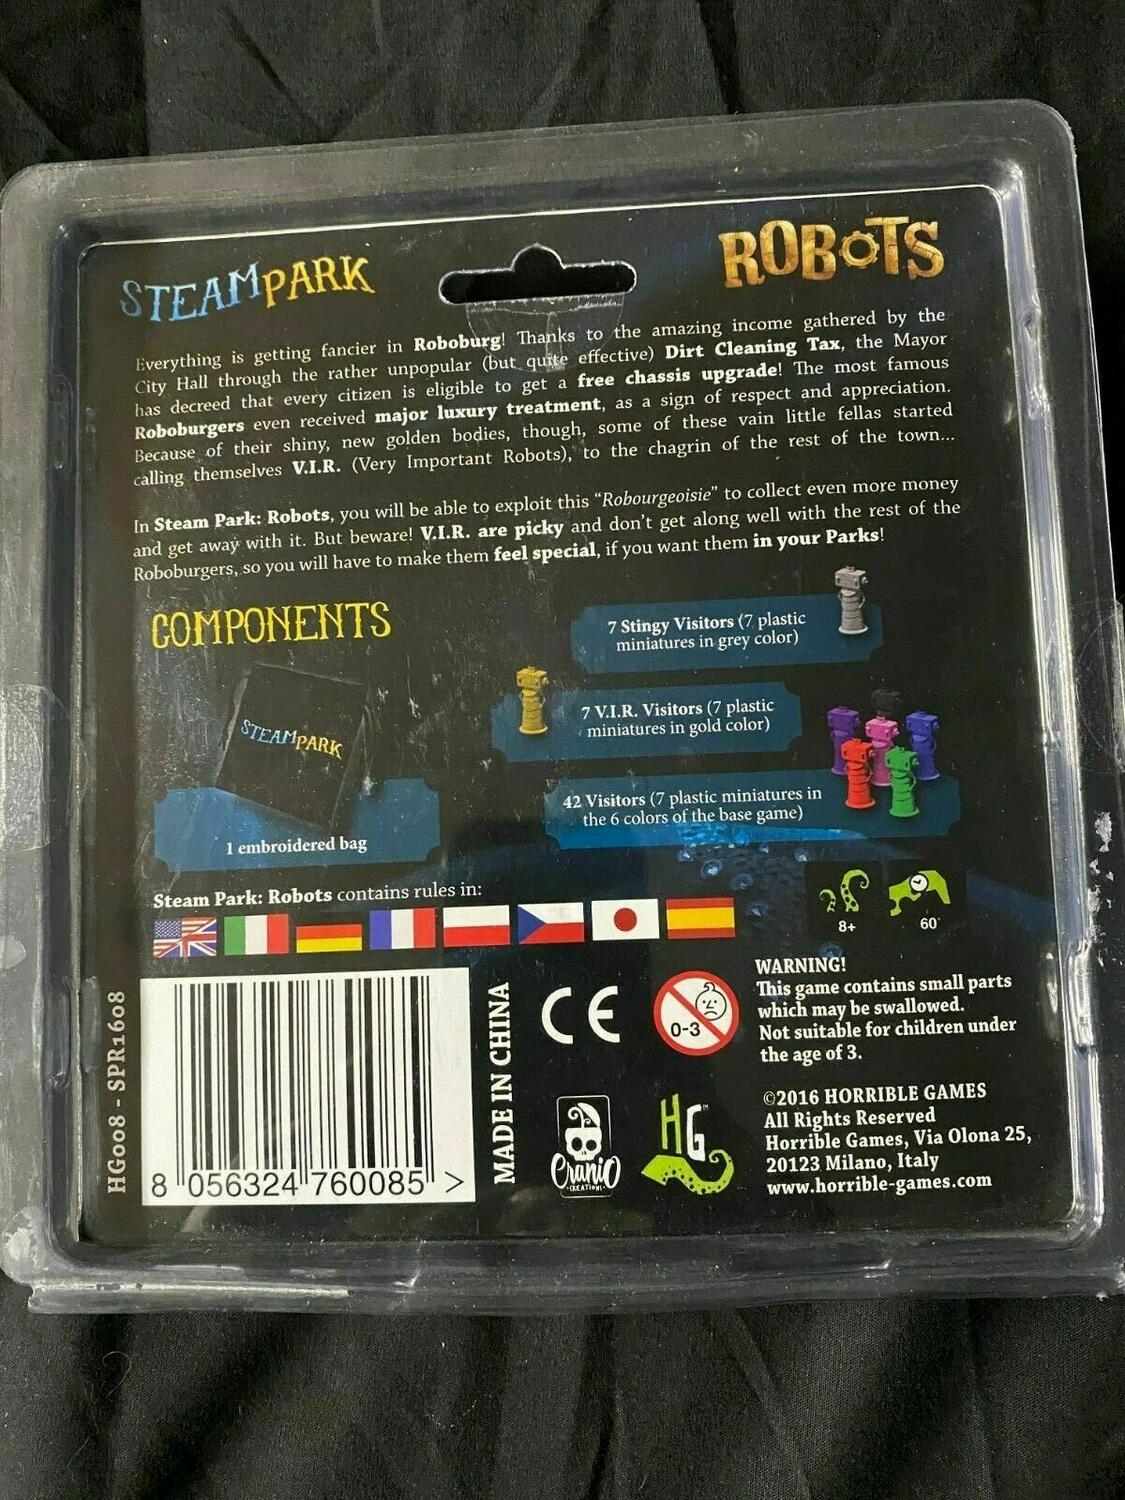 STEAMPARK
ROBOTS
Everything is getting fancier in Roboburg! Thanks to the amazing income gathered by the
City Hall through the rather unpopular (but quite effective) Dirt Cleaning Tax, the Mayor
has decreed that every citizen is eligible to get a free chassis upgrade! The most famous
Roboburgers even received major luxury treatment, as a sign of respect and appreciation.
Because of their shiny, new golden bodies, though, some of these vain little fellas started
calling themselves V.I.R. (Very Important Robots), to the chagrin of the rest of the town...
In Steam Park: Robots, you will be able to exploit this “Robourgeoisie” to collect even more money
and get away with it. But beware! V.I.R. are picky and don't get along well with the rest of the
Roboburgers, so you will have to make them feel special, if you want them in your Parks!
COMPONENTS
7 Stingy Visitors (7 plastic
miniatures in grey color)
STEAMPARK
7 V.I.R. Visitors (7 plastic
miniatures in gold color)
42 Visitors (7 plastic miniatures in
the 6 colors of the base game)
1 embroidered bag
Steam Park: Robots contains rules in:
8+
60'
HG008 - SPR1608
8 056324 760085 >
MADE IN CHINA
CE
0-3
WARNING!
This game contains small parts
which may be swallowed.
Not suitable for children under
the age of 3.
Cranio
CREATIONS
HG™
©2016 HORRIBLE GAMES
All Rights Reserved
Horrible Games, Via Olona 25,
20123 Milano, Italy
www.horrible-games.com